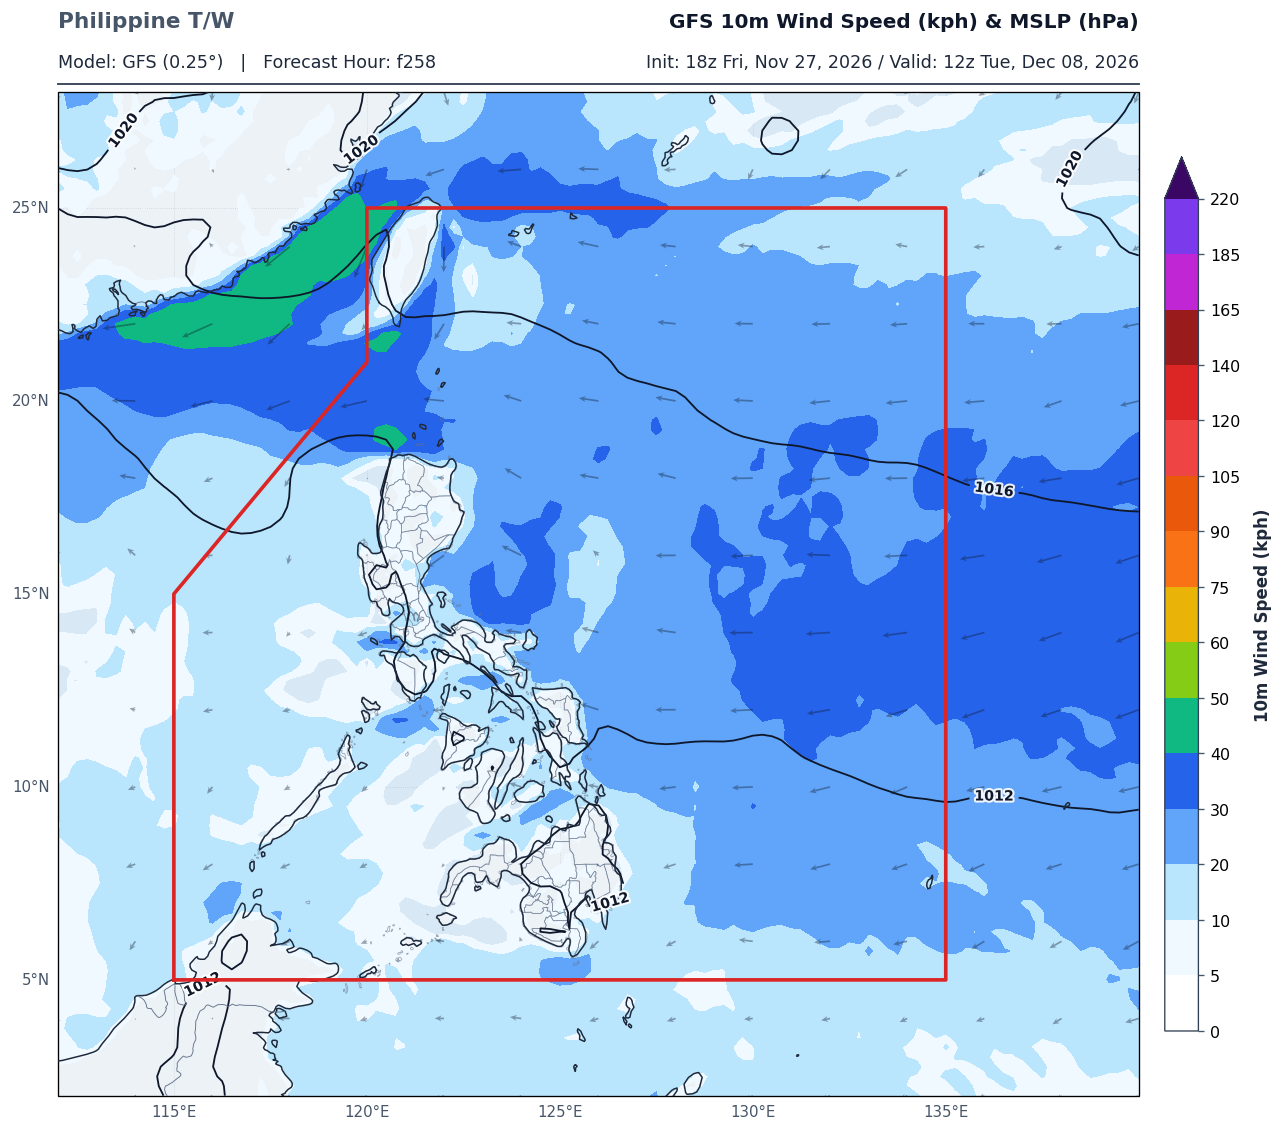 Philippine T/W
GFS 10m Wind Speed (kph) & MSLP (hPa)
Model: GFS (0.25°) | Forecast Hour: f258
Init: 18z Fri, Nov 27, 2026 / Valid: 12z Tue, Dec 08, 2026
1020
1020
1020
1016
1012
1012
1012
25°N
20°N
15°N
10°N
5°N
115°E
120°E
125°E
130°E
135°E
220
185
165
140
120
105
90
75
60
50
40
30
20
10
5
0
10m Wind Speed (kph)